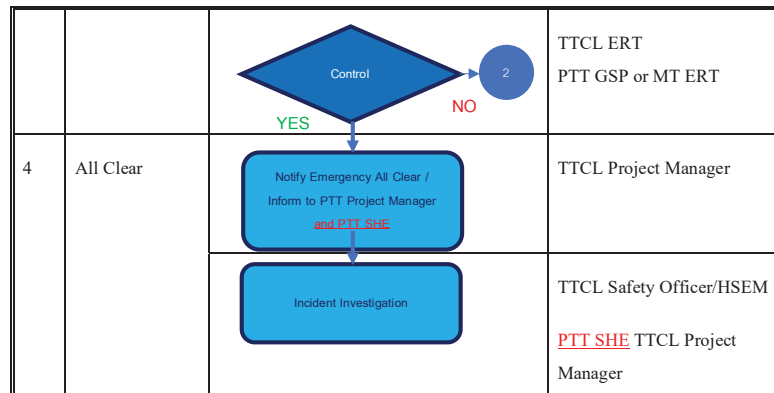 Control
2
TTCL ERT
PTT GSP or MT ERT
NO
YES
4
All Clear
Notify Emergency All Clear /
Inform to PTT Project Manager
and PTT SHE
TTCL Project Manager
Incident Investigation
TTCL Safety Officer/HSEM
PTT SHE TTCL Project
Manager